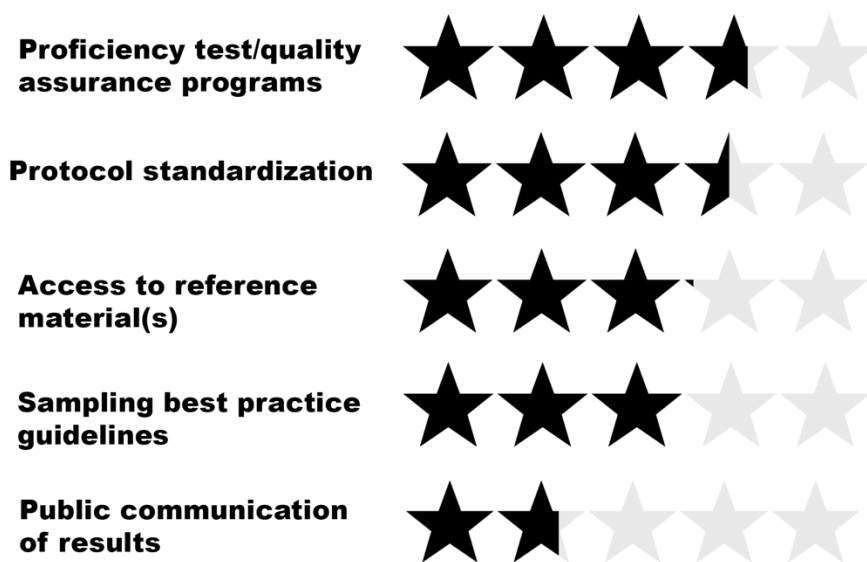 Proficiency test/quality
assurance programs
Protocol standardization
Access to reference
material(s)
Sampling best practice
guidelines
Public communication
of results